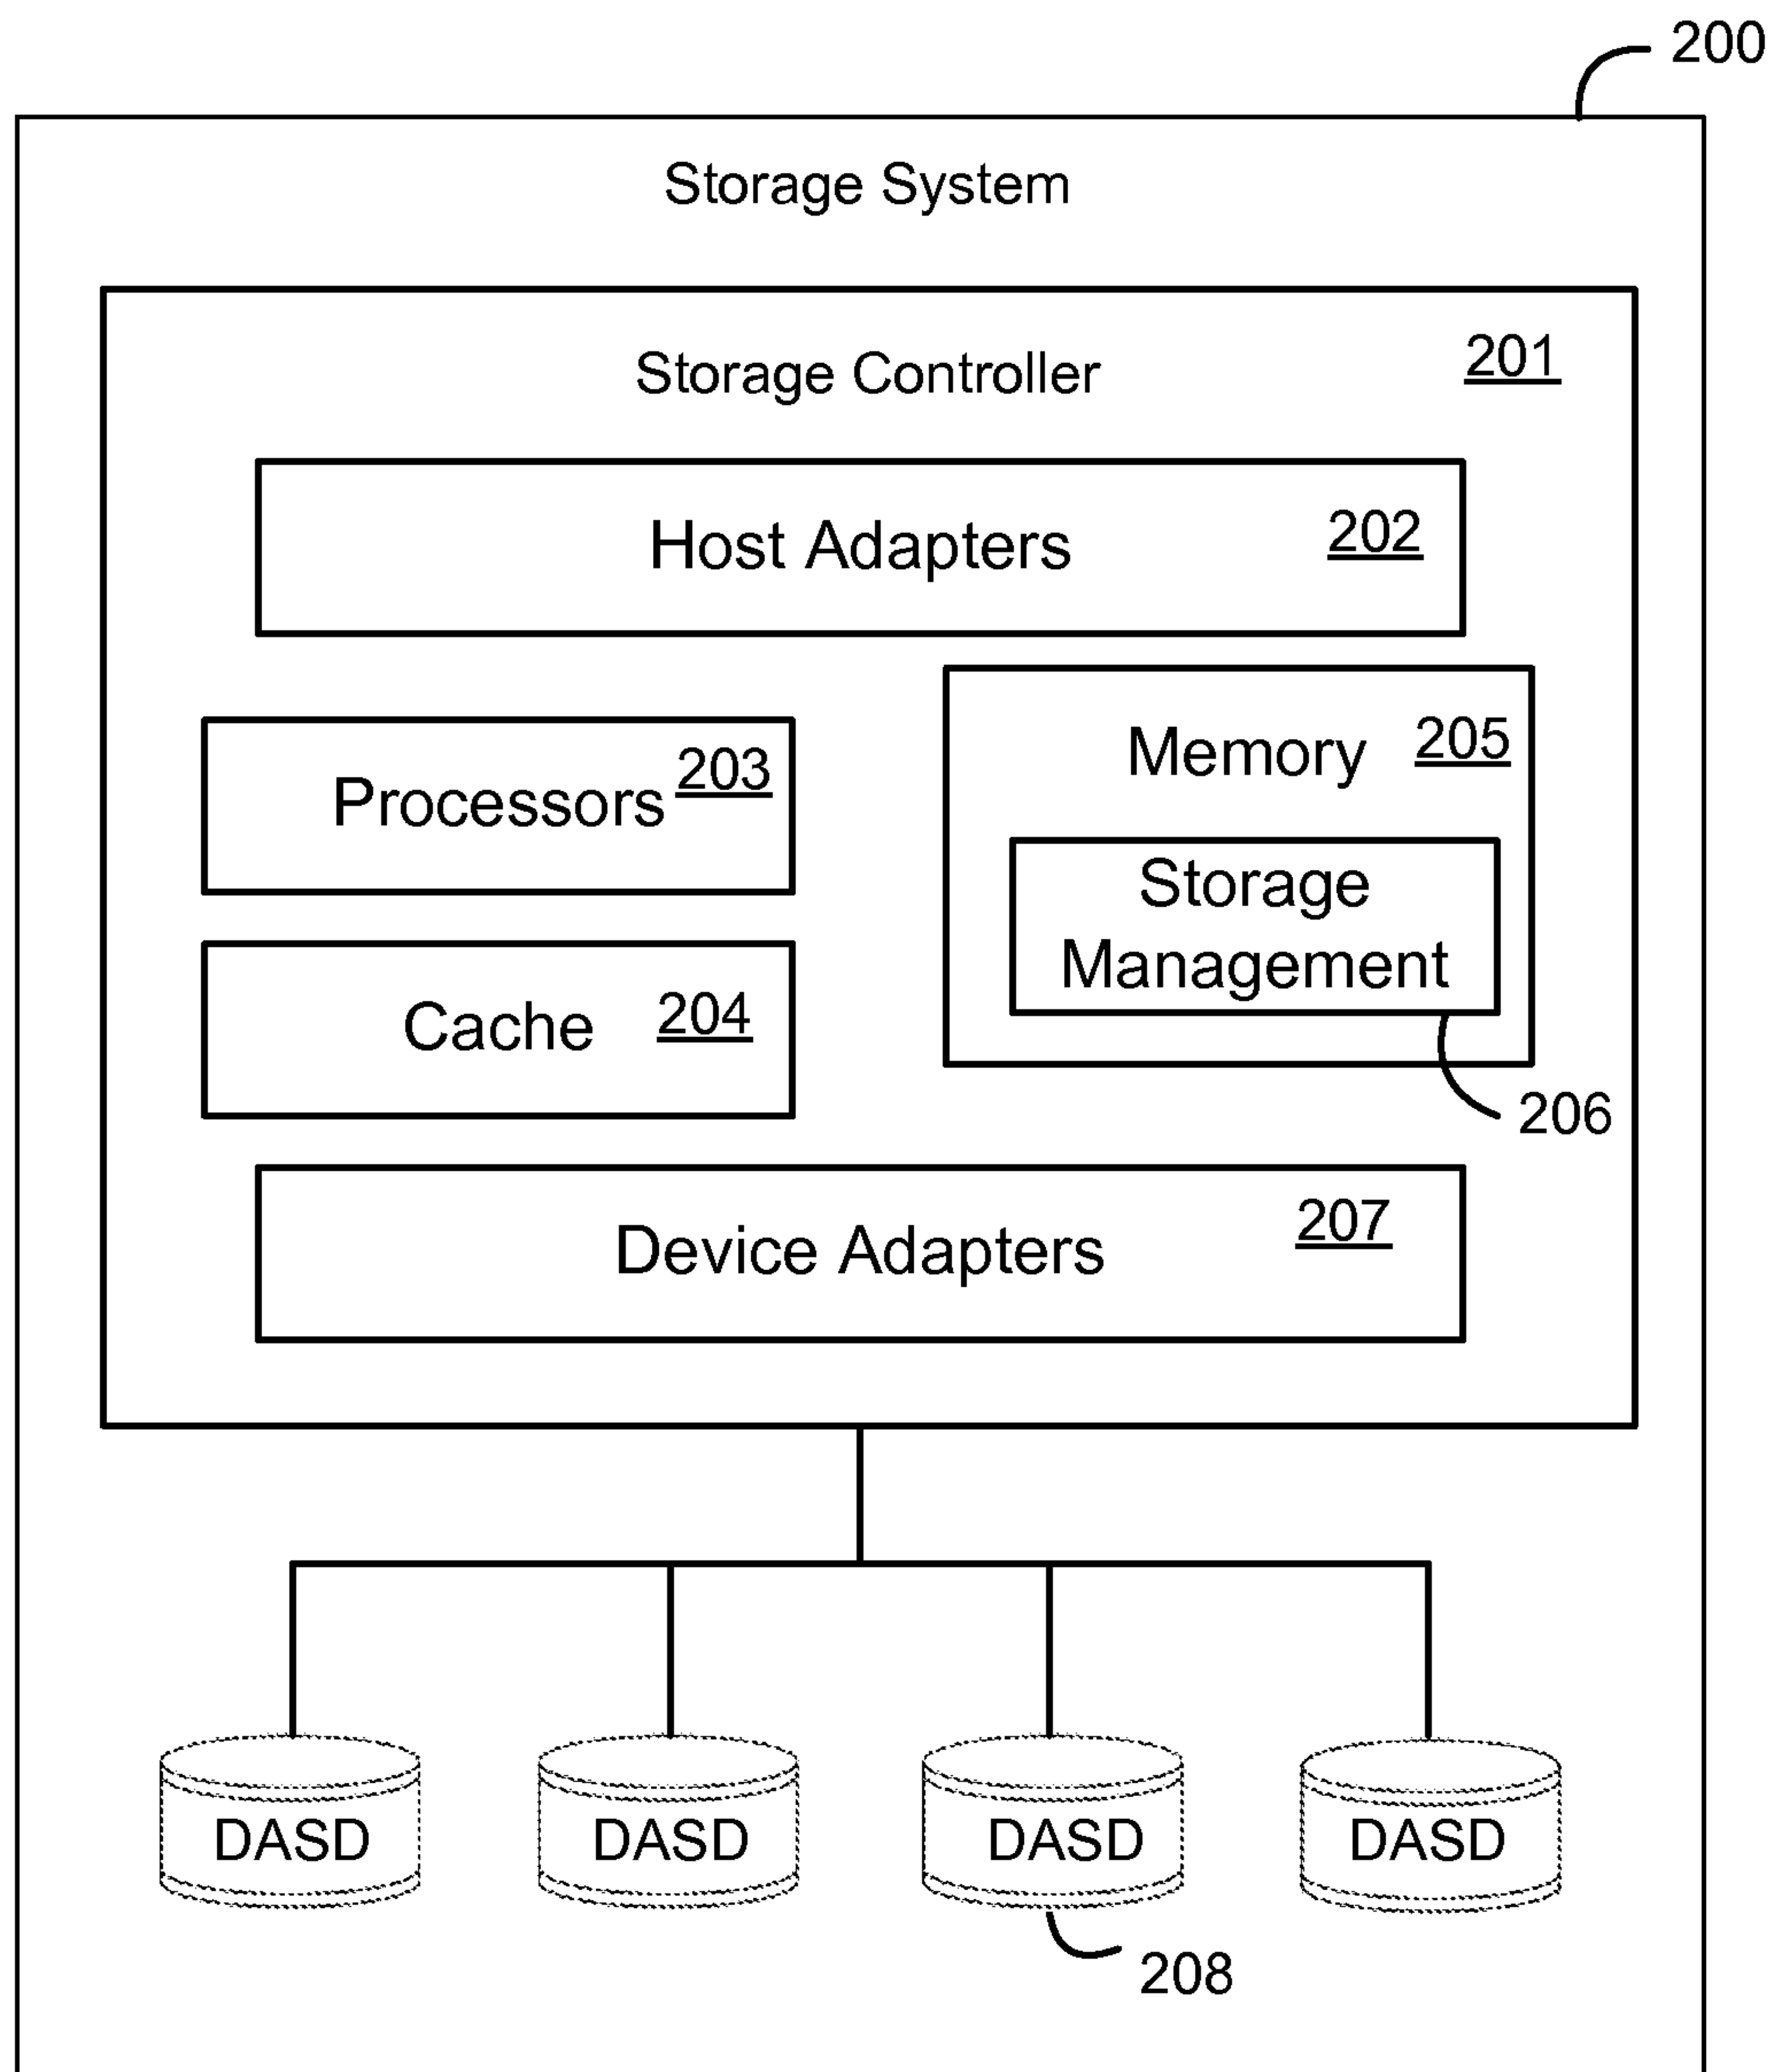 200
Storage System
Storage Controller 201
Host Adapters 202
Processors 203
Memory 205
Storage
Management
Cache 204
206
Device Adapters 207
DASD DASD DASD DASD
208